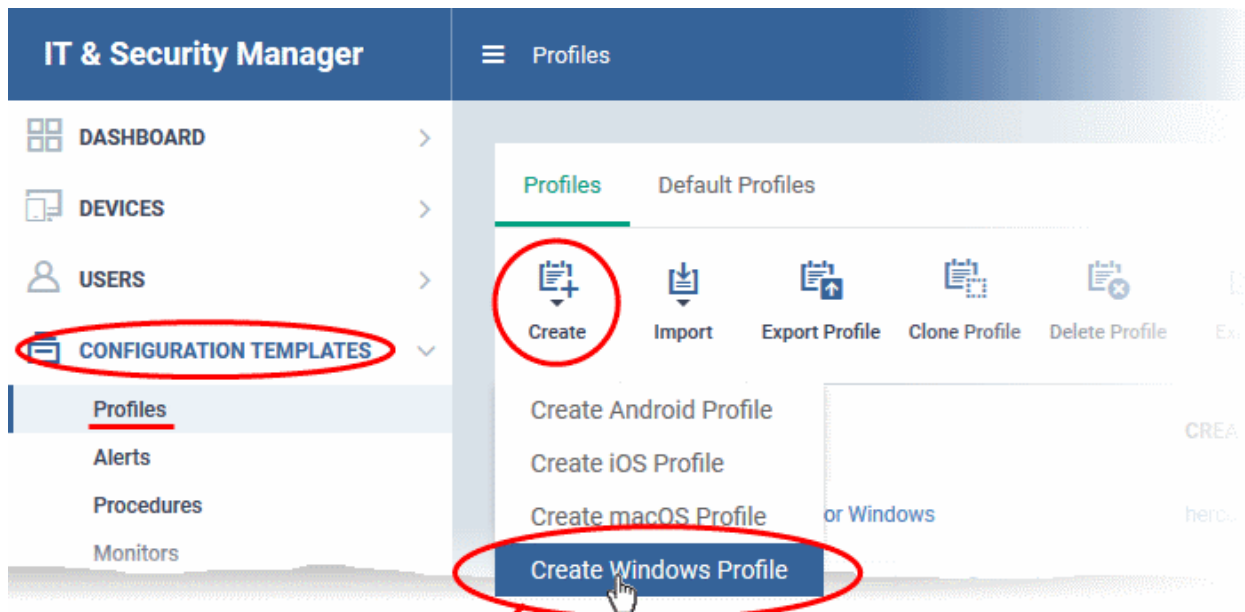 IT & Security Manager
Profiles
DASHBOARD
DEVICES
USERS
CONFIGURATION TEMPLATES
Profiles
Alerts
Procedures
Monitors
Profiles Default Profiles
Create Import Export Profile Clone Profile Delete Profile
Create Android Profile
Create iOS Profile
Create macOS Profile
or Windows
Create Windows Profile